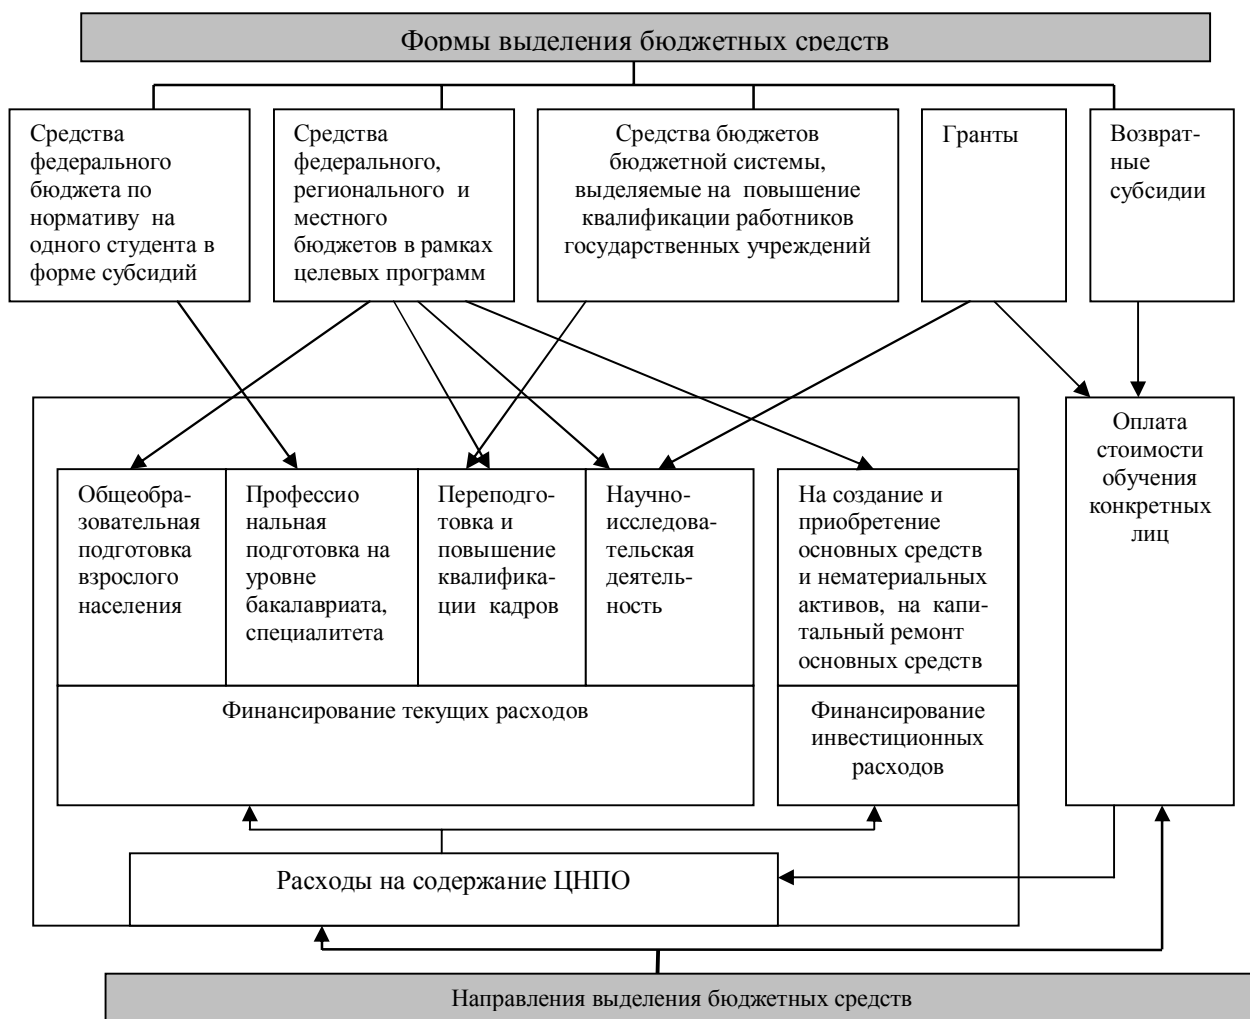 Формы выделения бюджетных средств
Средства
федерального
бюджета по
нормативу на
одного студента в
форме субсидий
Средства
федерального,
регионального и
местного
бюджетов в рамках
целевых программ
Средства бюджетов
бюджетной системы,
выделяемые на повышение
квалификации работников
государственных учреждений
Гранты
Возврат-
ные
субсидии
Общеобра-
зовательная
подготовка
взрослого
населения
Профессио
нальная
подготовка на
уровне
бакалавриата,
специалитета
Переподго-
товка и
повышение
квалифика-
ции кадров
Научно-
исследова-
тельская
деятель-
ность
На создание и
приобретение
основных средств
и нематериальных
активов, на капи-
тальный ремонт
основных средств
Оплата
стоимости
обучения
конкретных
лиц
Финансирование текущих расходов
Финансирование
инвестиционных
расходов
Расходы на содержание ЦНПО
Направления выделения бюджетных средств